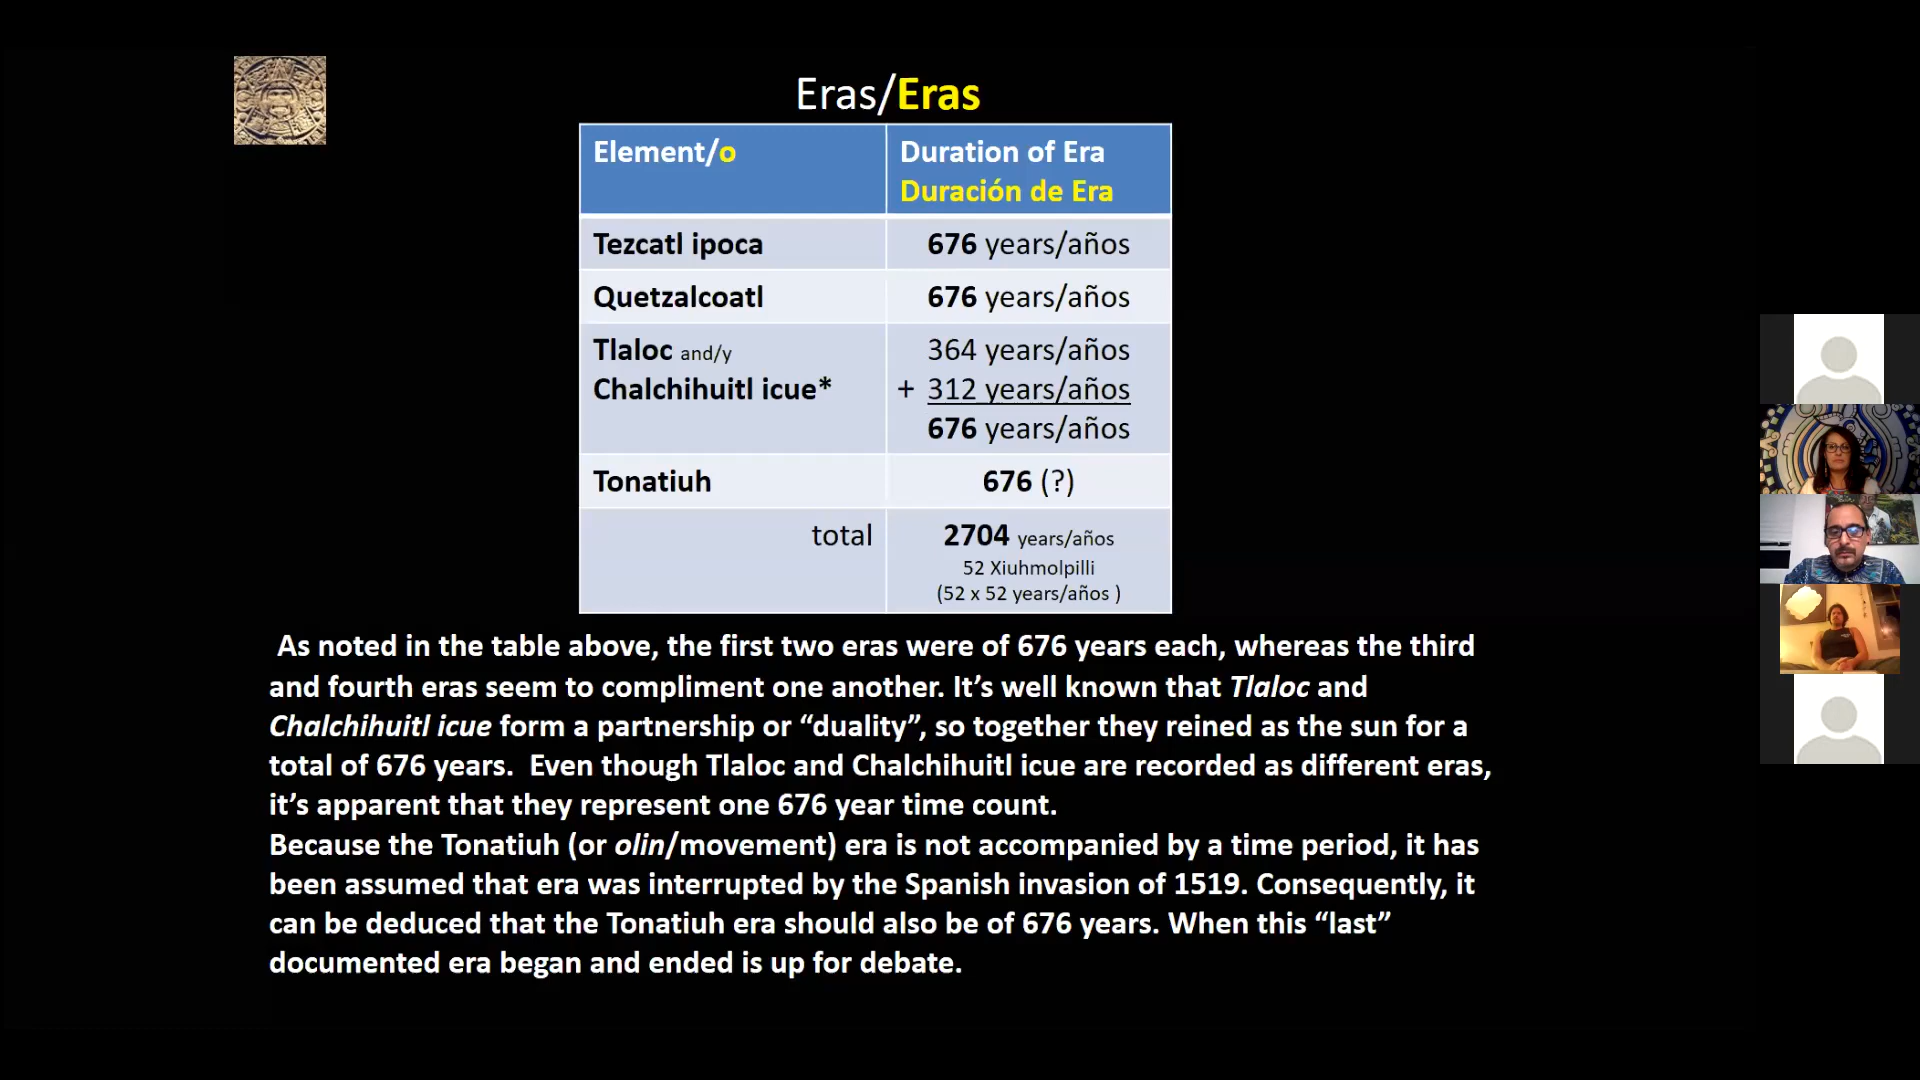 Eras/Eras
Element/o
Duration of Era
Duración de Era
Tezcatl ipoca
676 years/años
Quetzalcoatl
676 years/años
Tlaloc and/y
Chalchihuitl icue*
364 years/años
+ 312 years/años
676 years/años
Tonatiuh
676 (?)
total
2704 years/años
52 Xiuhmolpilli
(52 x 52 years/años )
As noted in the table above, the first two eras were of 676 years each, whereas the third
and fourth eras seem to compliment one another. It’s well known that Tlaloc and
Chalchihuitl icue form a partnership or “duality”, so together they reined as the sun for a
total of 676 years.  Even though Tlaloc and Chalchihuitl icue are recorded as different eras,
it’s apparent that they represent one 676 year time count.
Because the Tonatiuh (or olin/movement) era is not accompanied by a time period, it has
been assumed that era was interrupted by the Spanish invasion of 1519. Consequently, it
can be deduced that the Tonatiuh era should also be of 676 years. When this “last”
documented era began and ended is up for debate.